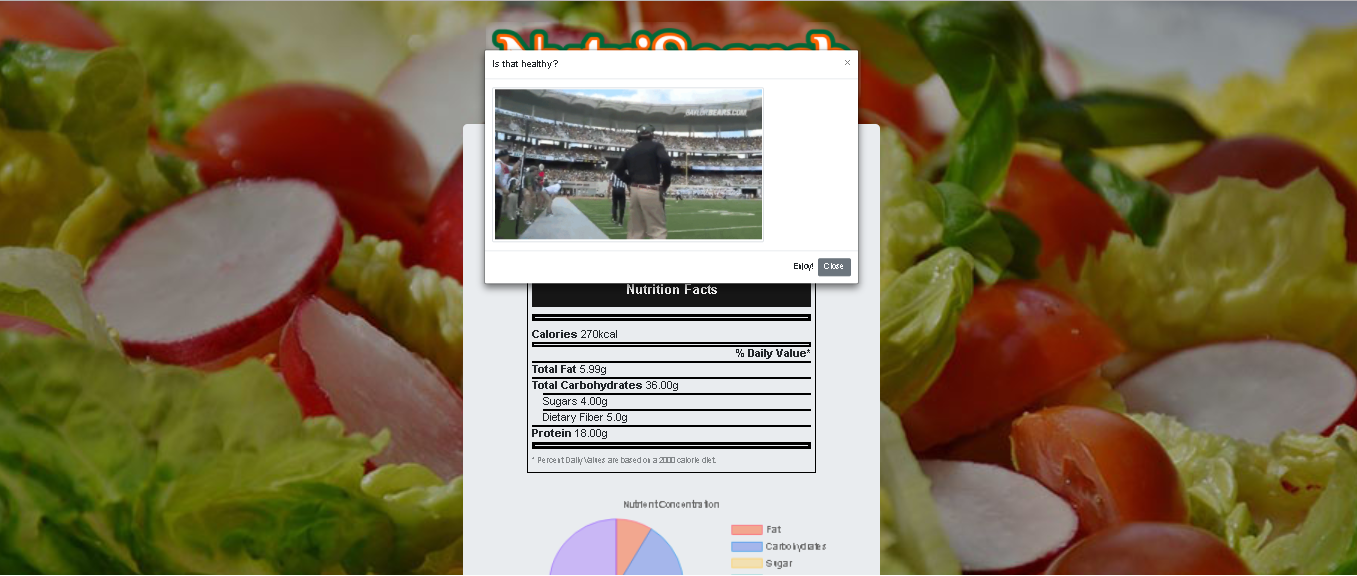 NutriSearch
Is that healthy?
×
BAYLORBEARS.COM
Enjoy! Close
Nutrition Facts
Calories 270kcal
% Daily Value*
Total Fat 5.99g
Total Carbohydrates 36.00g
Sugars 4.00g
Dietary Fiber 5.0g
Protein 18.00g
* Percent Daily Values are based on a 2000 calorie diet.
Nutrient Concentration
Fat
Carbohydrates
Sugar